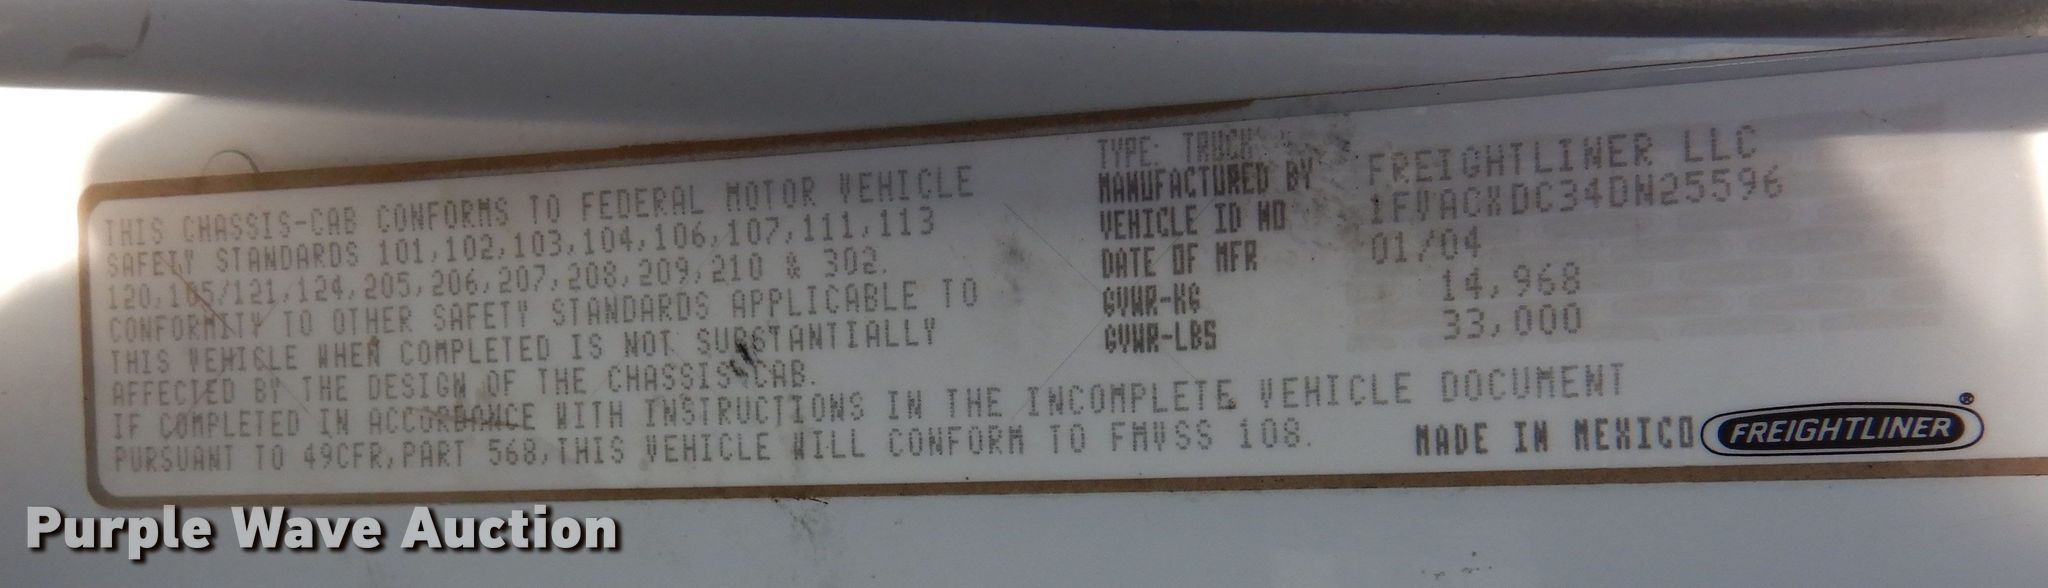 THIS CHASSIS-CAB CONFORMS TO FEDERAL MOTOR VEHICLE
SAFETY STANDARDS 101,102,103,104,106,107,111,113
120,105/121,124,205,206,207,208,209,210 & 302.
CONFORMITY TO OTHER SAFETY STANDARDS APPLICABLE TO
THIS VEHICLE WHEN COMPLETED IS NOT SUBSTANTIALLY
AFFECTED BY THE DESIGN OF THE CHASSIS-CAB.
IF COMPLETED IN ACCORDANCE WITH INSTRUCTIONS IN THE INCOMPLETE VEHICLE DOCUMENT
PURSUANT TO 49CFR,PART 568,THIS VEHICLE WILL CONFORM TO FMVSS 108.
TYPE: TRUCK
MANUFACTURED BY FREIGHTLINER LLC
VEHICLE ID NO 1FVACXDC34DN25596
DATE OF MFR 01/04
GVWR-KG 14,968
GVWR-LBS 33,000
MADE IN MEXICO
FREIGHTLINER®
Purple Wave Auction